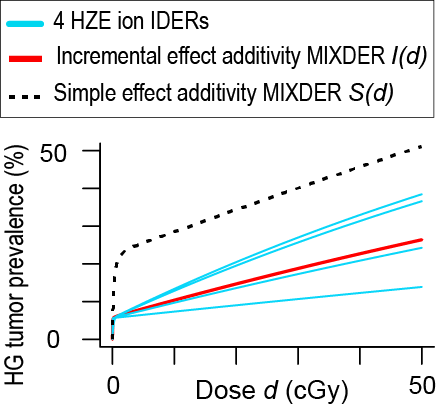 4 HZE ion IDERs
Incremental effect additivity MIXDER I(d)
Simple effect additivity MIXDER S(d)
HG tumor prevalence (%)
50
0
0
50
Dose d (cGy)